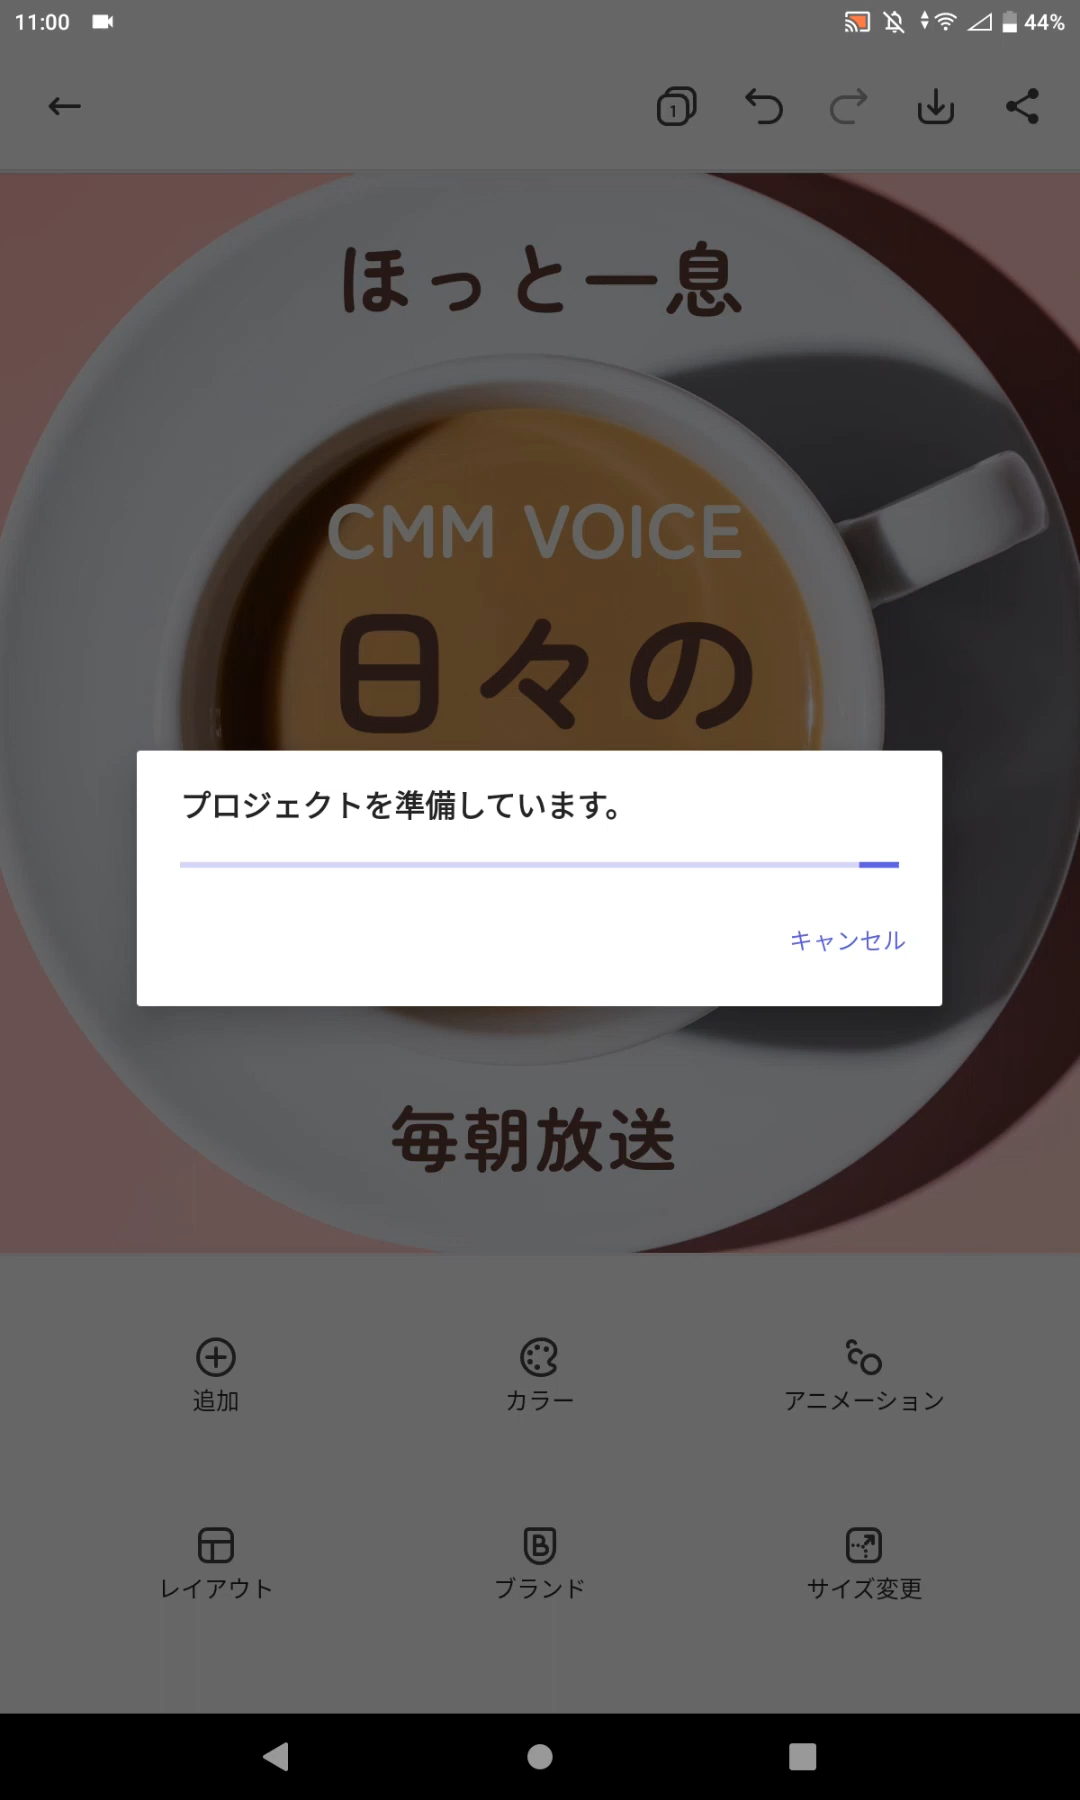 11:00
44%
1
ほっと一息
CMM VOICE
日々の
プロジェクトを準備しています。
キャンセル
毎朝放送
追加
カラー
アニメーション
レイアウト
B
ブランド
サイズ変更